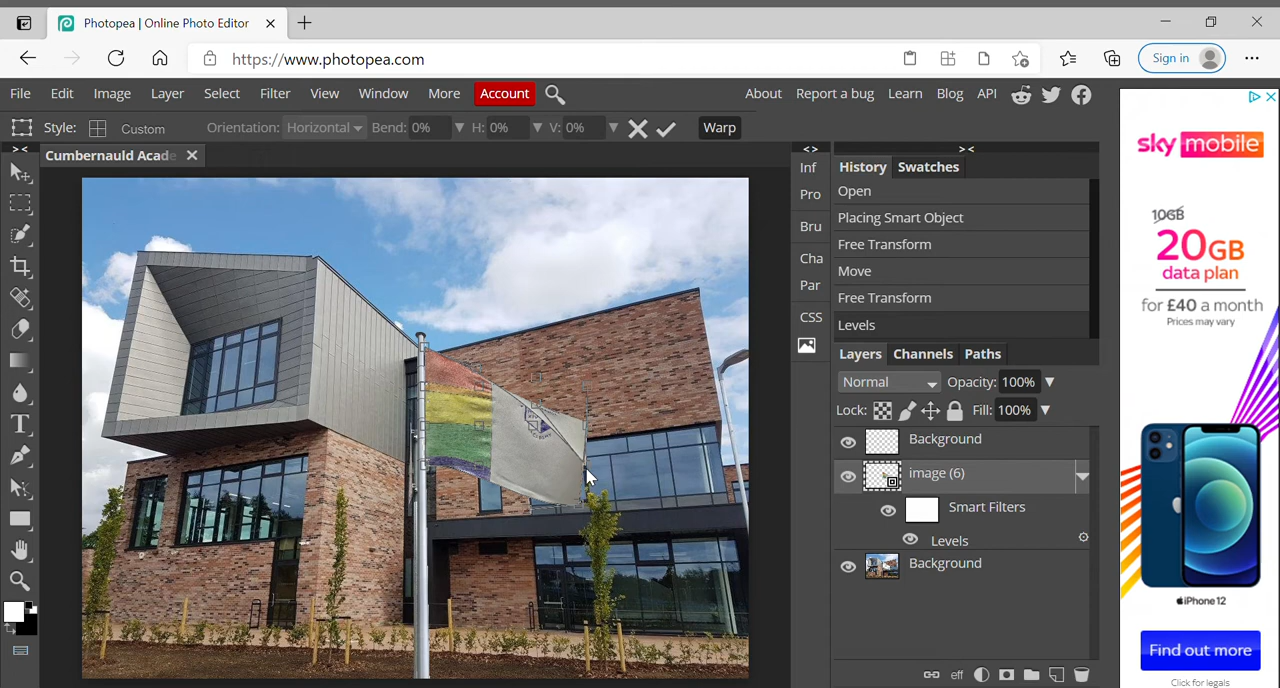 Photopea | Online Photo Editor
https://www.photopea.com
Sign in
File Edit Image Layer Select Filter View Window More Account
About Report a bug Learn Blog API
Style: Custom Orientation: Horizontal Bend: 0% H: 0% V: 0% Warp
Cumbernauld Acade
> <
< >
> <
Inf
Pro
Bru
Cha
Par
CSS
History Swatches
Open
Placing Smart Object
Free Transform
Move
Free Transform
Levels
Layers Channels Paths
Normal Opacity: 100%
Lock: Fill: 100%
Background
image (6)
Smart Filters
Levels
Background
eff
sky mobile
10GB
20GB
data plan
for £40 a month
Prices may vary
iPhone 12
Find out more
Click for legals